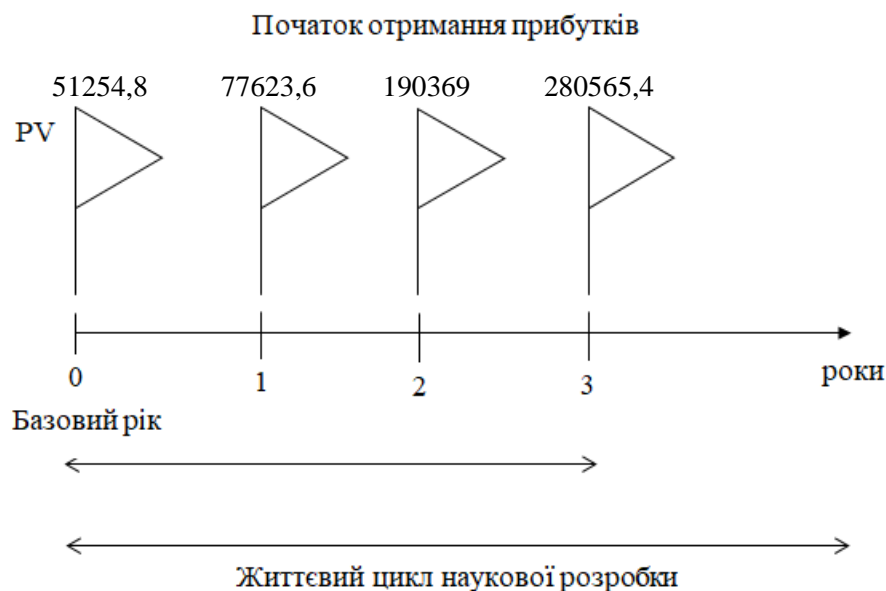 Початок отримання прибутків
51254,8 77623,6 190369 280565,4
PV
0 1 2 3 роки
Базовий рік
Життєвий цикл наукової розробки